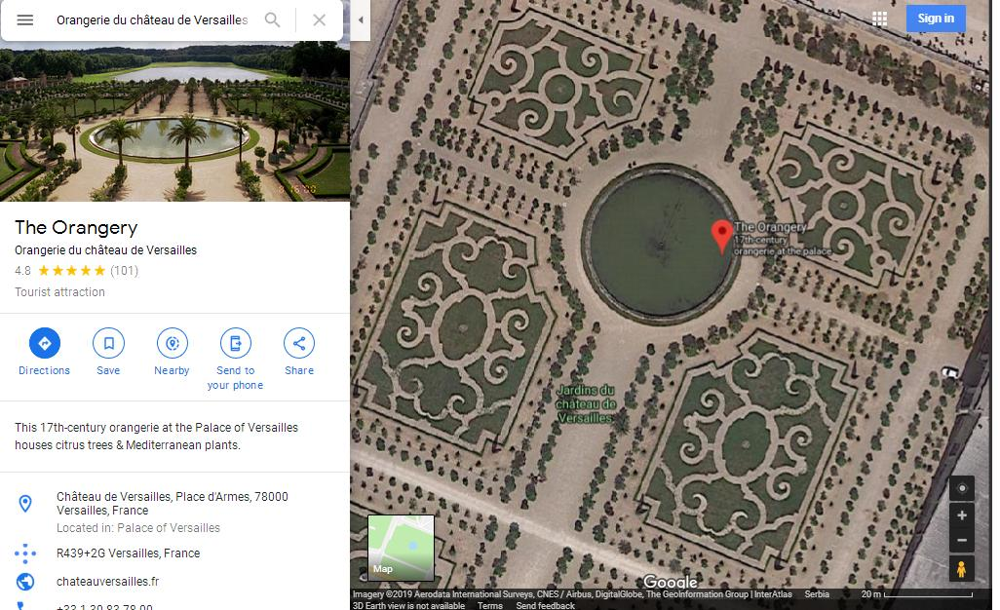 Orangerie du château de Versailles
Sign in
The Orangery
Orangerie du château de Versailles
4.8 (101)
Tourist attraction
Directions
Save
Nearby
Send to
your phone
Share
This 17th-century orangerie at the Palace of Versailles
houses citrus trees & Mediterranean plants.
Château de Versailles, Place d'Armes, 78000
Versailles, France
Located in: Palace of Versailles
R439+2G Versailles, France
chateauversailles.fr
+33 1 30 83 78 00
The Orangery
17th-century
orangerie at the palace
Jardins du
château de
Versailles
Map
Google
Imagery ©2019 Aerodata International Surveys, CNES / Airbus, DigitalGlobe, The GeoInformation Group | InterAtlas Serbia 20 m
3D Earth view is not available Terms Send feedback